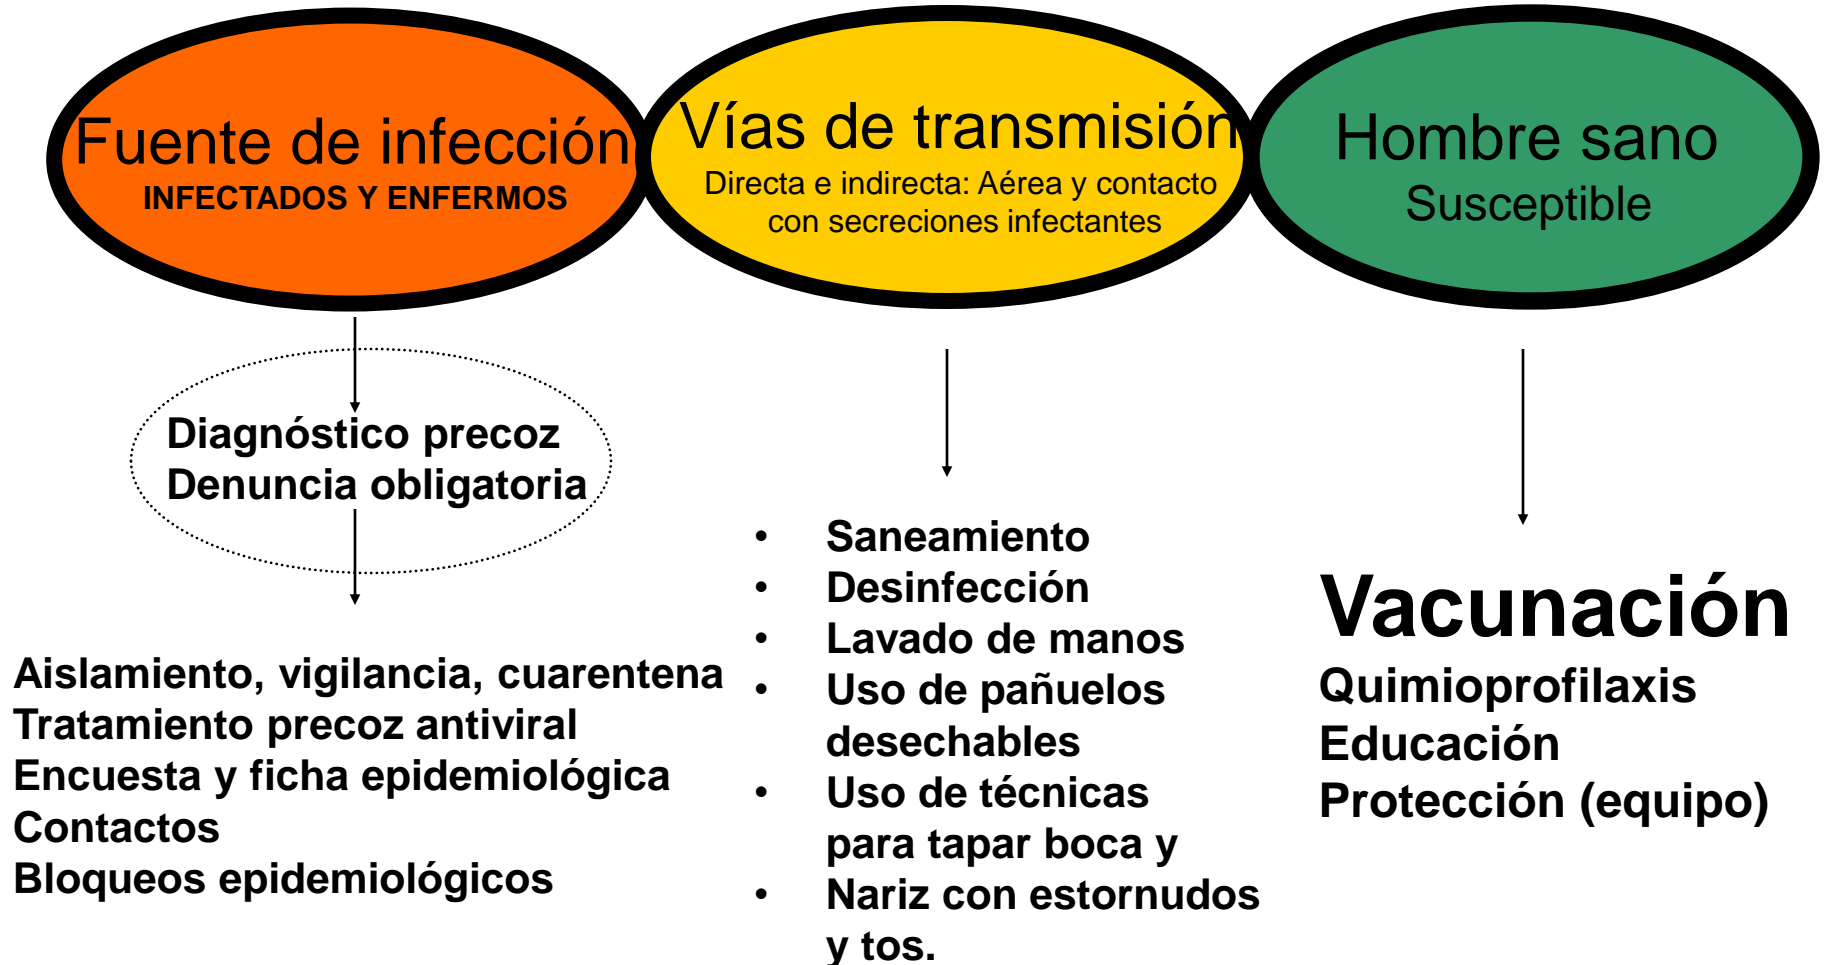 Fuente de infección
INFECTADOS Y ENFERMOS
Vías de transmisión
Directa e indirecta: Aérea y contacto
con secreciones infectantes
Hombre sano
Susceptible
Diagnóstico precoz
Denuncia obligatoria
Aislamiento, vigilancia, cuarentena
Tratamiento precoz antiviral
Encuesta y ficha epidemiológica
Contactos
Bloqueos epidemiológicos
• Saneamiento
• Desinfección
• Lavado de manos
• Uso de pañuelos
desechables
• Uso de técnicas
para tapar boca y
• Nariz con estornudos
y tos.
Vacunación
Quimioprofilaxis
Educación
Protección (equipo)